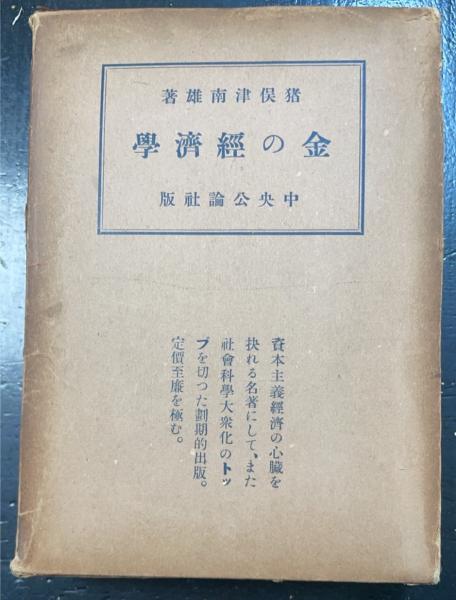 猪俣津南雄著
金の經濟學
中央公論社版
資本主義經濟の心臓を
抉れる名著にして、また
社會科學大衆化のトッ
プを切つた劃期的出版。
定價至廉を極む。